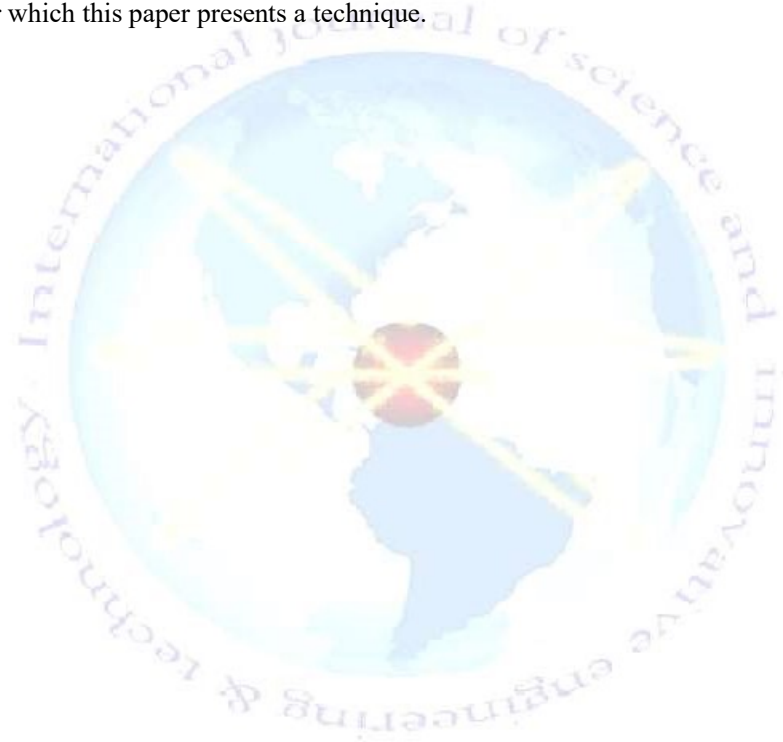 which this paper presents a technique.
International journal of science and innovative engineering & technology